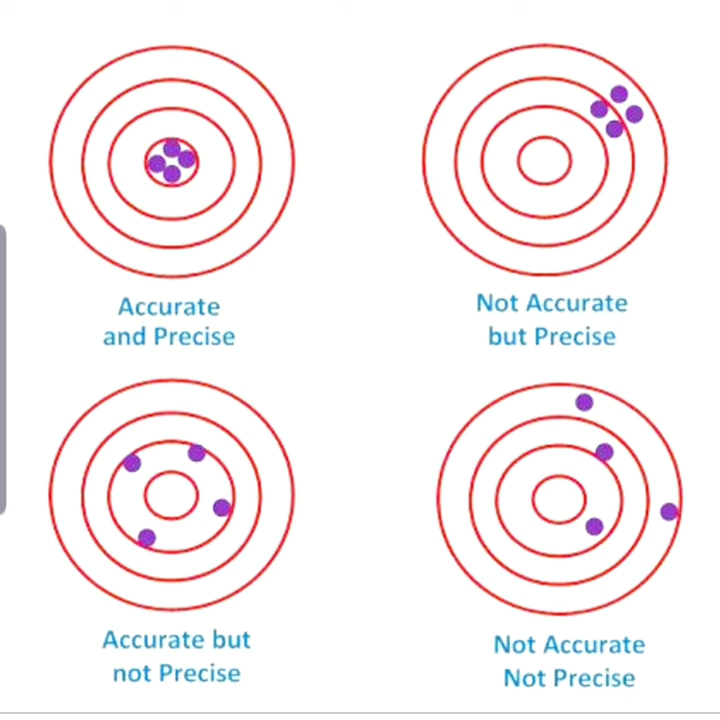 Accurate
and Precise
Not Accurate
but Precise
Accurate but
not Precise
Not Accurate
Not Precise